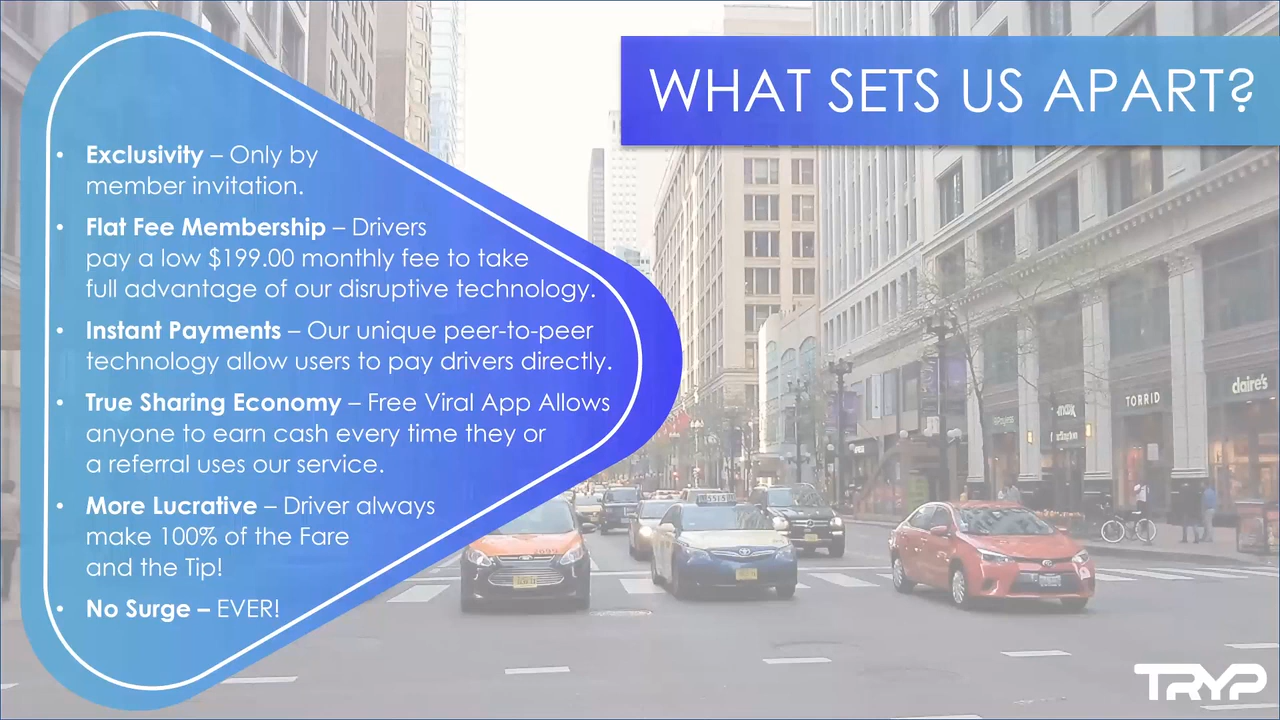 WHAT SETS US APART?
• Exclusivity – Only by
member invitation.
• Flat Fee Membership – Drivers
pay a low $199.00 monthly fee to take
full advantage of our disruptive technology.
• Instant Payments – Our unique peer-to-peer
technology allow users to pay drivers directly.
• True Sharing Economy – Free Viral App Allows
anyone to earn cash every time they or
a referral uses our service.
• More Lucrative – Driver always
make 100% of the Fare
and the Tip!
• No Surge – EVER!
claire's
TORRID
5515
TRYP